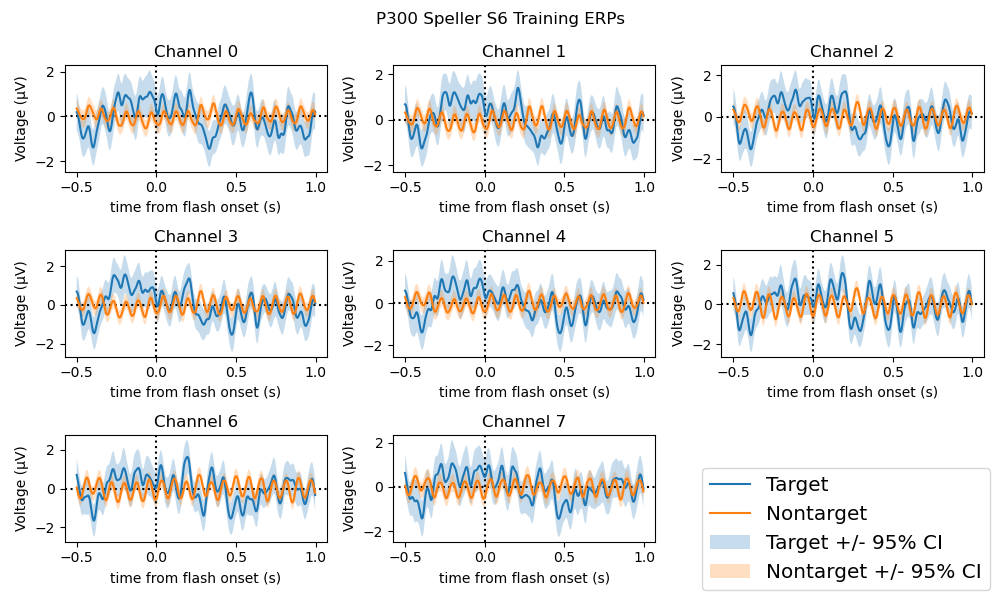 P300 Speller S6 Training ERPs
Channel 0
Channel 1
Channel 2
Voltage (µV)
2
0
−2
−0.5
0.0
0.5
1.0
time from flash onset (s)
Voltage (µV)
2
0
−2
−0.5
0.0
0.5
1.0
time from flash onset (s)
Voltage (µV)
2
0
−2
−0.5
0.0
0.5
1.0
time from flash onset (s)
Channel 3
Channel 4
Channel 5
Voltage (µV)
2
0
−2
−0.5
0.0
0.5
1.0
time from flash onset (s)
Voltage (µV)
2
0
−2
−0.5
0.0
0.5
1.0
time from flash onset (s)
Voltage (µV)
2
0
−2
−0.5
0.0
0.5
1.0
time from flash onset (s)
Channel 6
Channel 7
Voltage (µV)
2
0
−2
−0.5
0.0
0.5
1.0
time from flash onset (s)
Voltage (µV)
2
0
−2
−0.5
0.0
0.5
1.0
time from flash onset (s)
Target
Nontarget
Target +/- 95% CI
Nontarget +/- 95% CI